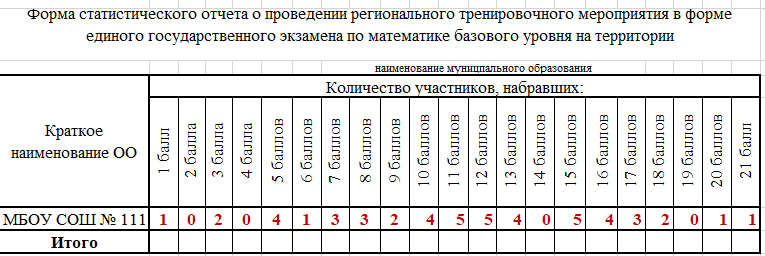 Форма статистического отчета о проведении регионального тренировочного мероприятия в форме
единого государственного экзамена по математике базового уровня на территории
наименование муниципального образования
Краткое
наименование ОО
Количество участников, набравших:
1 балл
2 балла
3 балла
4 балла
5 баллов
6 баллов
7 баллов
8 баллов
9 баллов
10 баллов
11 баллов
12 баллов
13 баллов
14 баллов
15 баллов
16 баллов
17 баллов
18 баллов
19 баллов
20 баллов
21 балл
МБОУ СОШ № 111 1 0 2 0 4 1 3 3 2 4 5 5 4 0 5 4 3 2 0 1 1
Итого